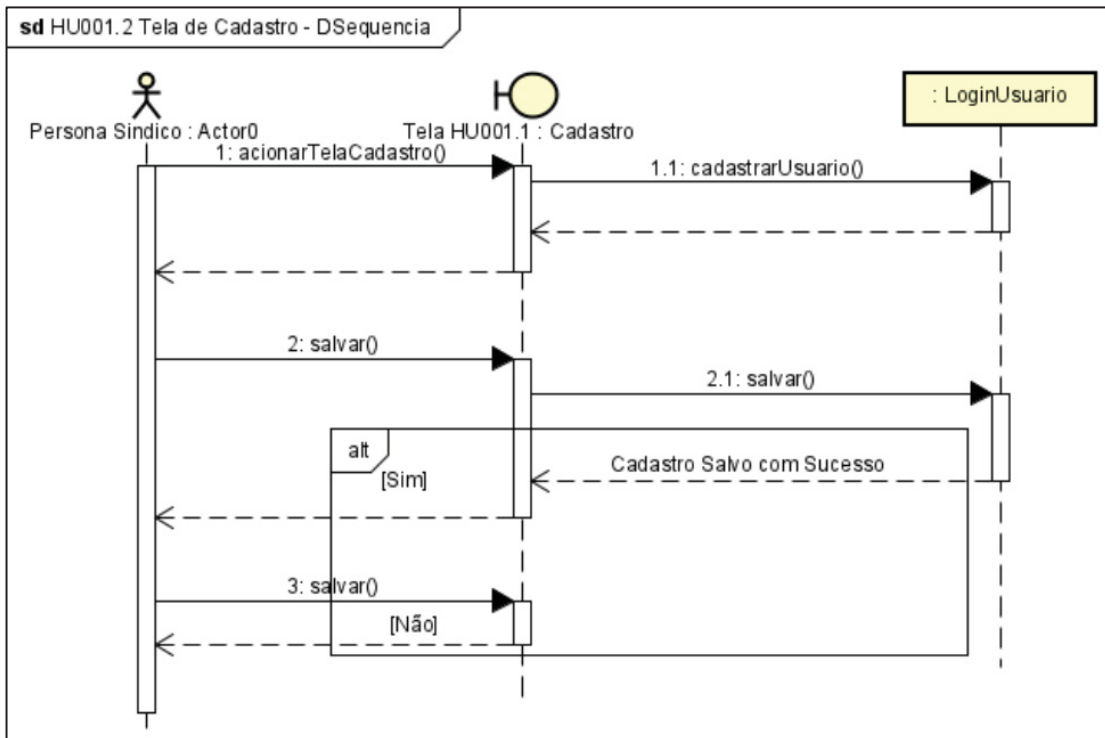 sd HU001.2 Tela de Cadastro - DSequencia
Persona Sindico : Actor0
Tela HU001.1 : Cadastro
: LoginUsuario
1: acionarTelaCadastro()
1.1: cadastrarUsuario()
2: salvar()
2.1: salvar()
alt
Cadastro Salvo com Sucesso
[Sim]
3: salvar()
[Não]